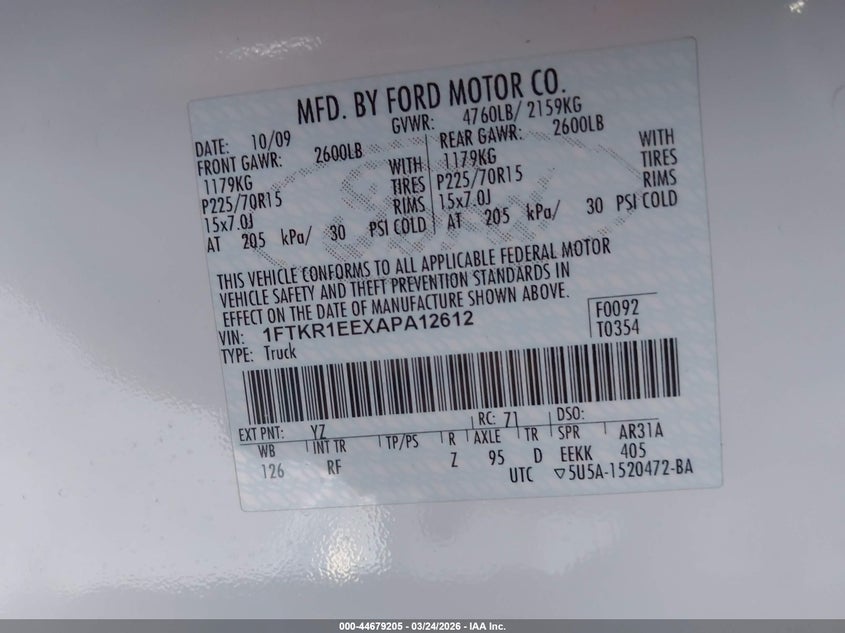 MFD. BY FORD MOTOR CO.
DATE: 10/09 GVWR: 4760LB/ 2159KG
FRONT GAWR: 2600LB REAR GAWR: 2600LB
1179KG WITH 1179KG WITH
P225/70R15 TIRES P225/70R15 TIRES
15x7.0J RIMS 15x7.0J RIMS
AT 205 kPa/ 30 PSI COLD AT 205 kPa/ 30 PSI COLD
THIS VEHICLE CONFORMS TO ALL APPLICABLE FEDERAL MOTOR
VEHICLE SAFETY AND THEFT PREVENTION STANDARDS IN
EFFECT ON THE DATE OF MANUFACTURE SHOWN ABOVE.
VIN: 1FTKR1EEXAPA12612 F0092
TYPE: Truck T0354
EXT PNT: YZ RC: 71 DSO:
WB INT TR TP/PS R AXLE TR SPR AR31A
126 RF Z 95 D EEKK 405
UTC ▽5U5A-1520472-BA
000-44679205 - 03/24/2026 - IAA Inc.